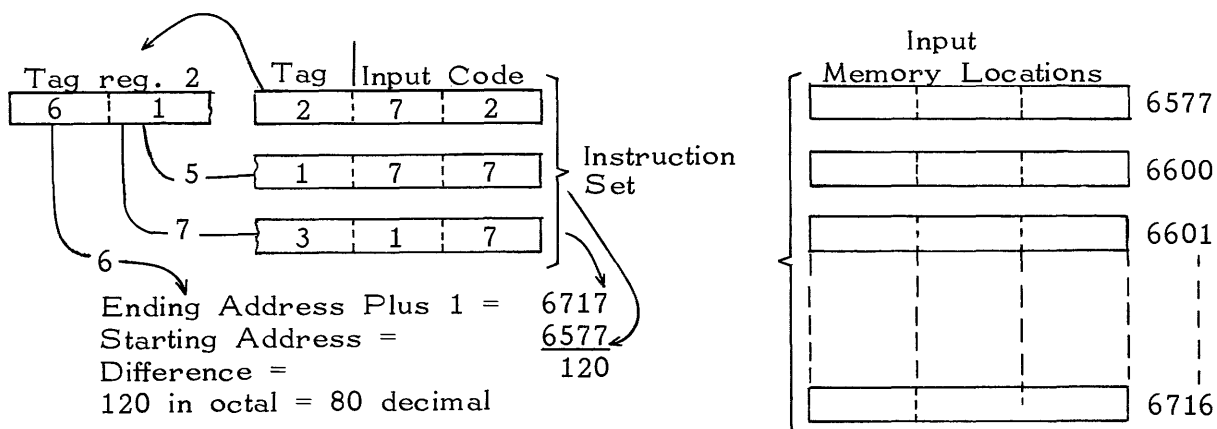 Tag reg. 2
6 1
Tag Input Code
2 7 2
5 1 7 7
7 3 1 7
6
Instruction
Set
Ending Address Plus 1 = 6717
Starting Address = 6577
Difference = 120
120 in octal = 80 decimal
Input
Memory Locations
6577
6600
6601
6716